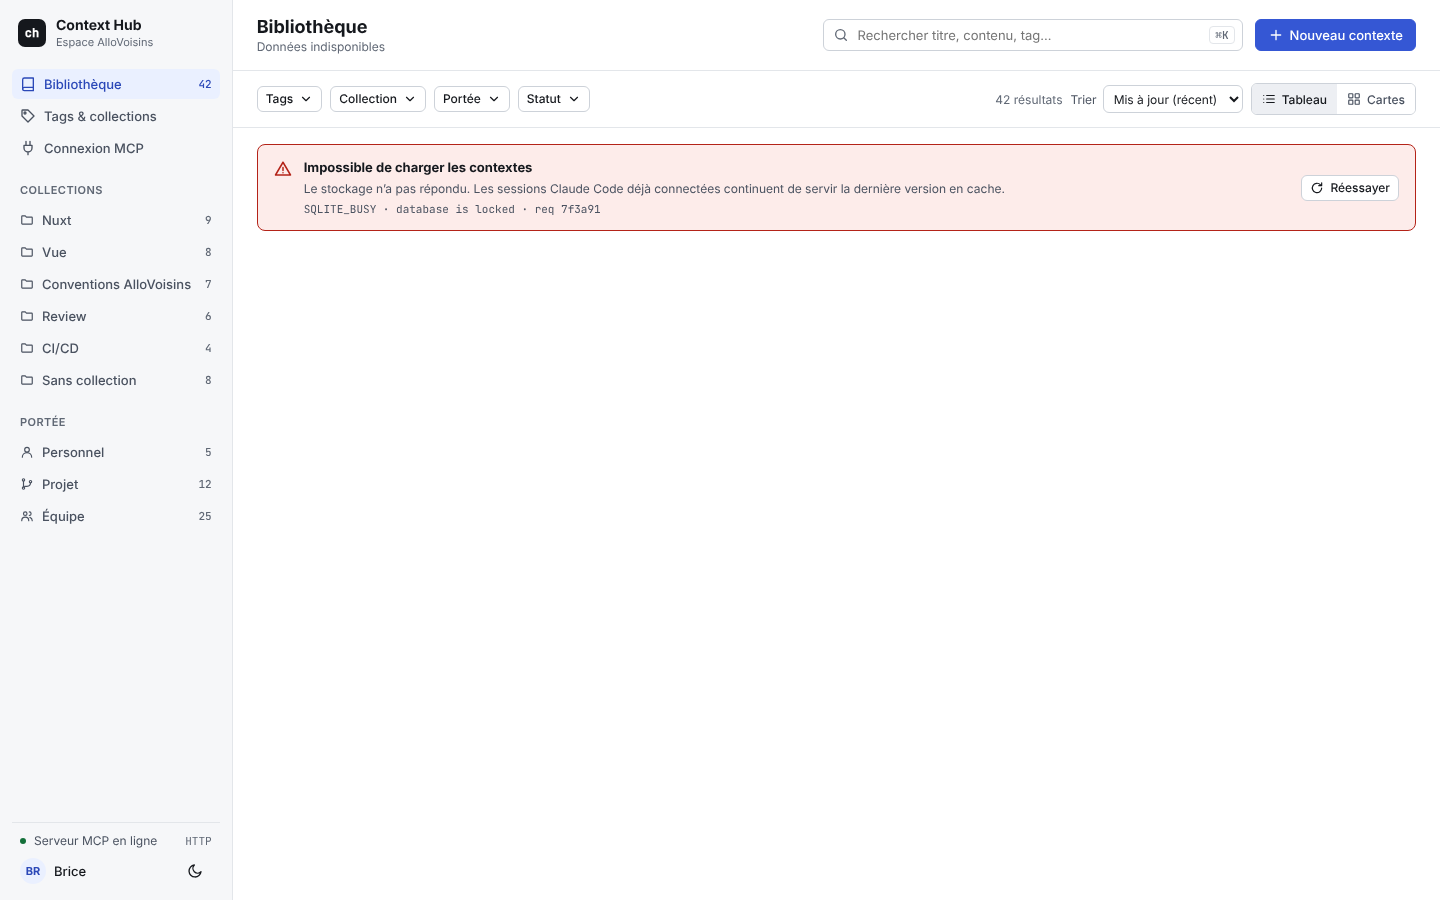 ch
Context Hub
Espace AlloVoisins
Bibliothèque 42
Tags & collections
Connexion MCP
COLLECTIONS
Nuxt 9
Vue 8
Conventions AlloVoisins 7
Review 6
CI/CD 4
Sans collection 8
PORTÉE
Personnel 5
Projet 12
Équipe 25
Serveur MCP en ligne HTTP
BR Brice
Bibliothèque
Données indisponibles
Rechercher titre, contenu, tag... ⌘K
Nouveau contexte
Tags Collection Portée Statut
42 résultats Trier Mis à jour (récent) Tableau Cartes
Impossible de charger les contextes
Le stockage n’a pas répondu. Les sessions Claude Code déjà connectées continuent de servir la dernière version en cache.
SQLITE_BUSY · database is locked · req 7f3a91
Réessayer